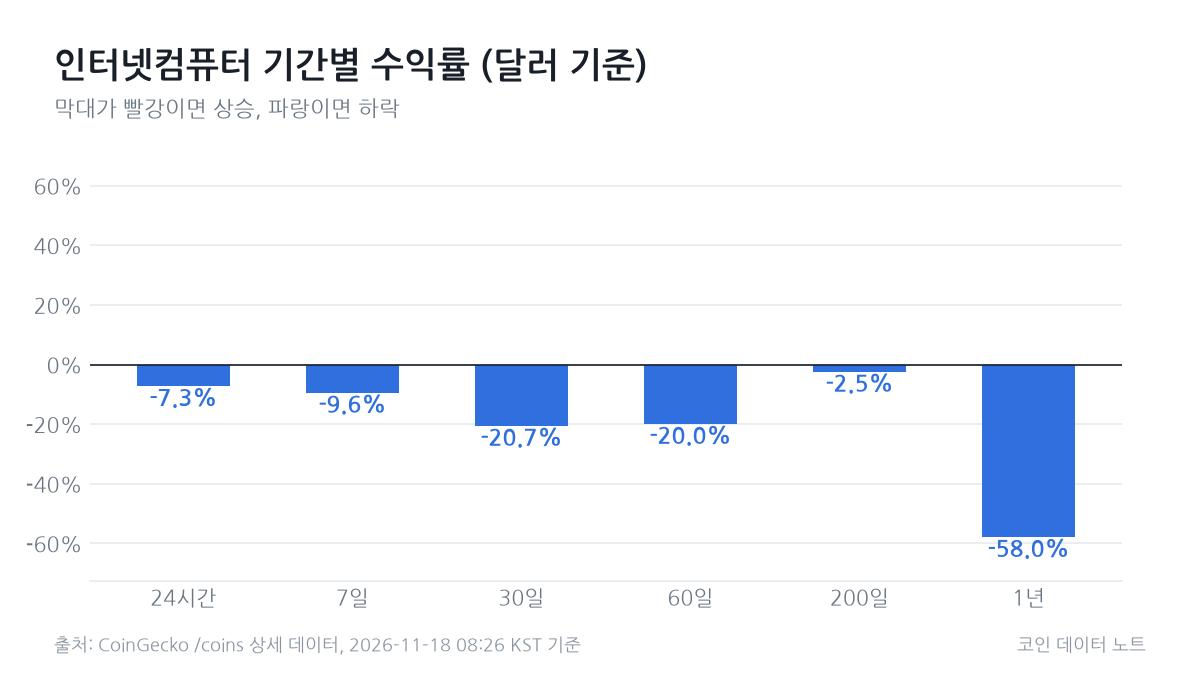 인터넷컴퓨터 기간별 수익률 (달러 기준)
막대가 빨강이면 상승, 파랑이면 하락
60%
40%
20%
0%
-20%
-40%
-60%
-7.3%
-9.6%
-20.7%
-20.0%
-2.5%
-58.0%
24시간
7일
30일
60일
200일
1년
출처: CoinGecko /coins 상세 데이터, 2026-11-18 08:26 KST 기준
코인 데이터 노트